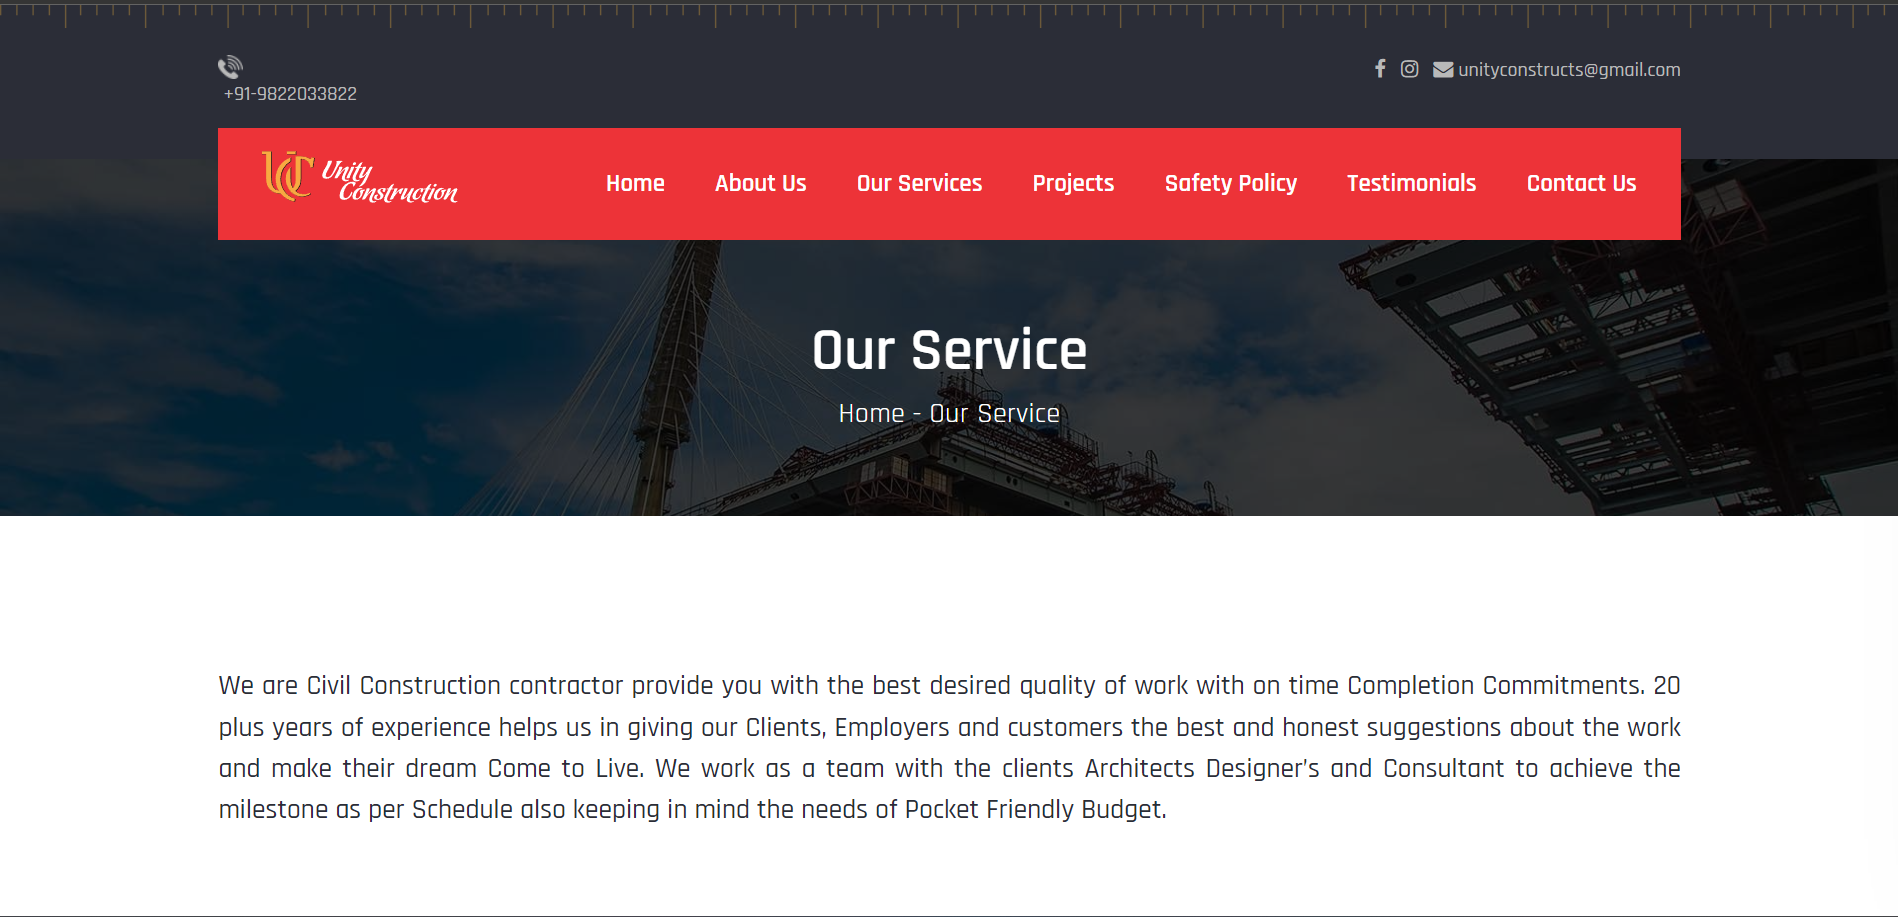 +91-9822033822
unityconstructs@gmail.com
UC Unity
Construction
Home About Us Our Services Projects Safety Policy Testimonials Contact Us
Our Service
Home - Our Service
We are Civil Construction contractor provide you with the best desired quality of work with on time Completion Commitments. 20
plus years of experience helps us in giving our Clients, Employers and customers the best and honest suggestions about the work
and make their dream Come to Live. We work as a team with the clients Architects Designer’s and Consultant to achieve the
milestone as per Schedule also keeping in mind the needs of Pocket Friendly Budget.